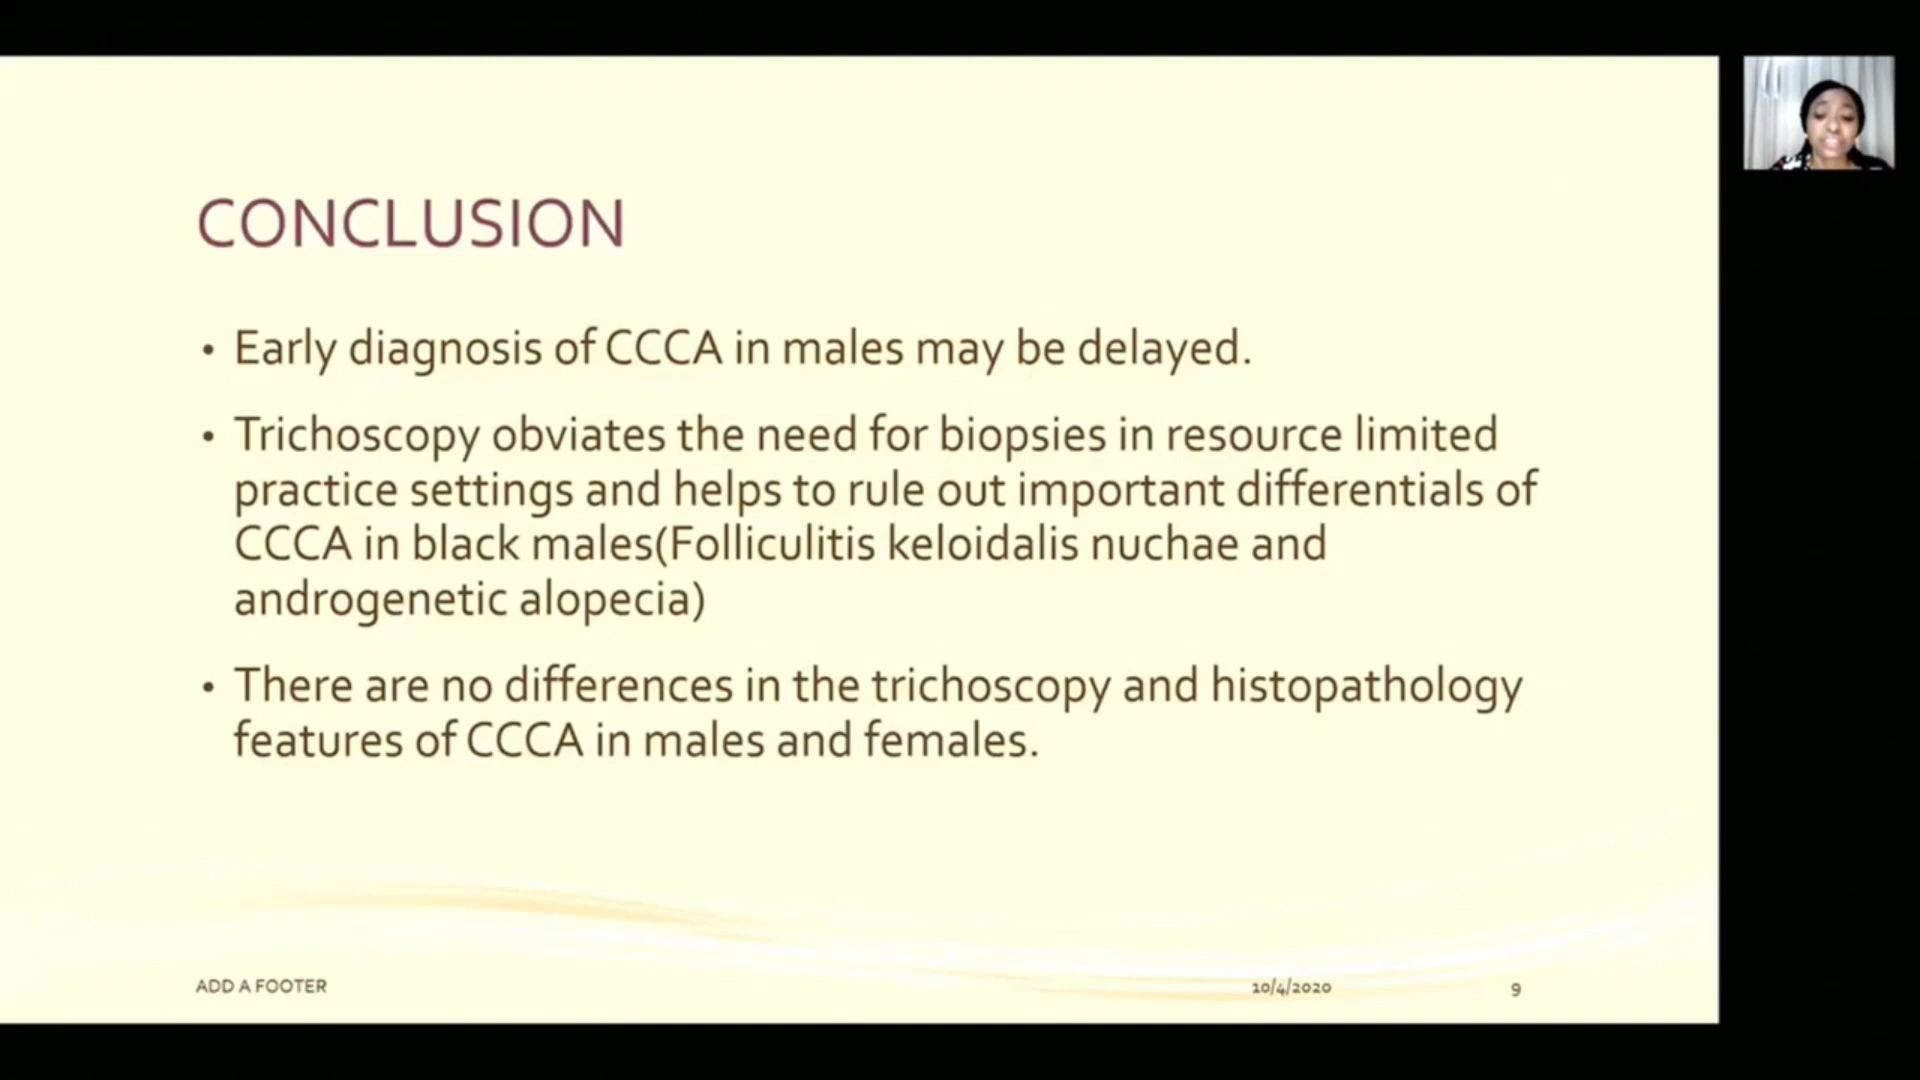 CONCLUSION
• Early diagnosis of CCCA in males may be delayed.
• Trichoscopy obviates the need for biopsies in resource limited
practice settings and helps to rule out important differentials of
CCCA in black males(Folliculitis keloidalis nuchae and
androgenetic alopecia)
• There are no differences in the trichoscopy and histopathology
features of CCCA in males and females.
ADD A FOOTER
10/4/2020
9